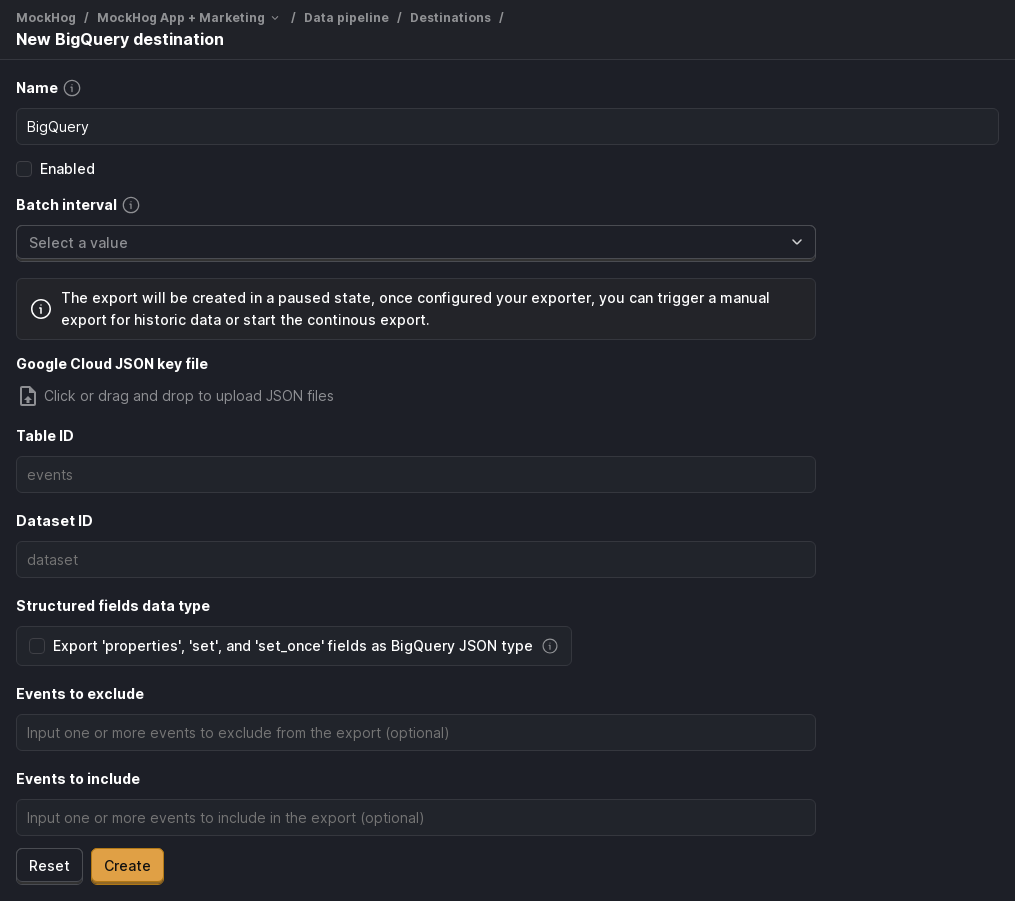 MockHog / MockHog App + Marketing / Data pipeline / Destinations /
New BigQuery destination
Name
BigQuery
Enabled
Batch interval
Select a value
The export will be created in a paused state, once configured your exporter, you can trigger a manual
export for historic data or start the continous export.
Google Cloud JSON key file
Click or drag and drop to upload JSON files
Table ID
events
Dataset ID
dataset
Structured fields data type
Export 'properties', 'set', and 'set_once' fields as BigQuery JSON type
Events to exclude
Input one or more events to exclude from the export (optional)
Events to include
Input one or more events to include in the export (optional)
Reset Create